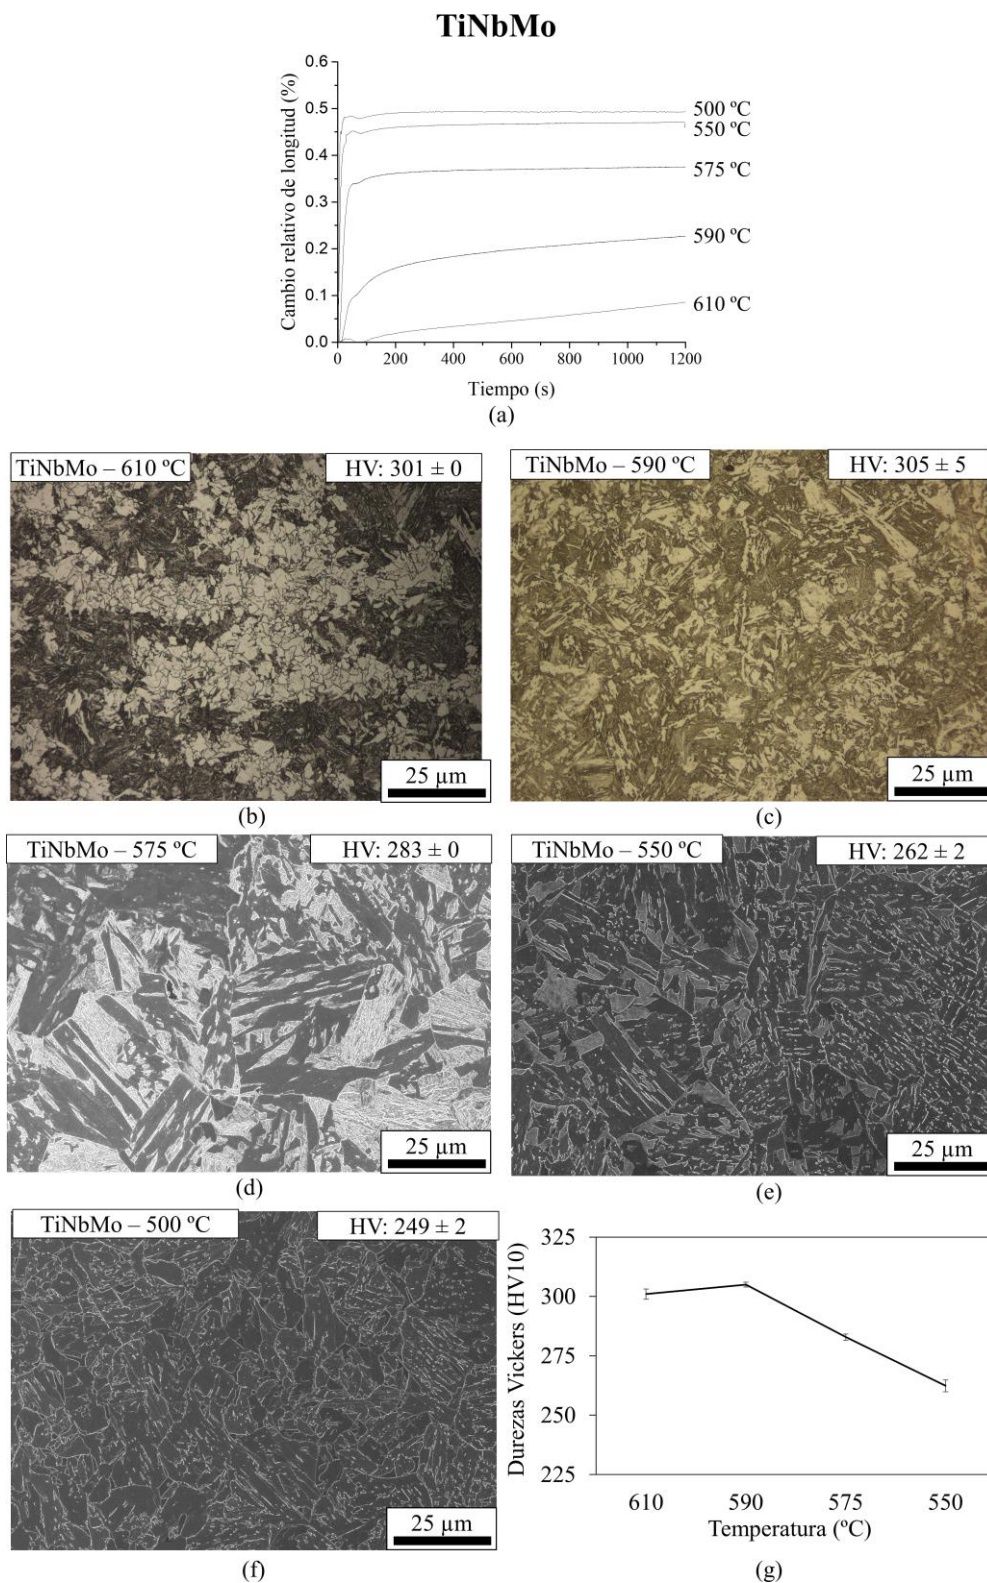 TiNbMo
0.6
0.5
0.4
0.3
0.2
0.1
0.0
Cambio relativo de longitud (%)
500 ºC
550 ºC
575 ºC
590 ºC
610 ºC
0 200 400 600 800 1000 1200
Tiempo (s)
(a)
TiNbMo – 610 ºC HV: 301 ± 0
25 µm
(b)
TiNbMo – 590 ºC HV: 305 ± 5
25 µm
(c)
TiNbMo – 575 ºC HV: 283 ± 0
25 µm
(d)
TiNbMo – 550 ºC HV: 262 ± 2
25 µm
(e)
TiNbMo – 500 ºC HV: 249 ± 2
25 µm
(f)
325
300
275
250
225
Durezas Vickers (HV10)
610 590 575 550
Temperatura (ºC)
(g)